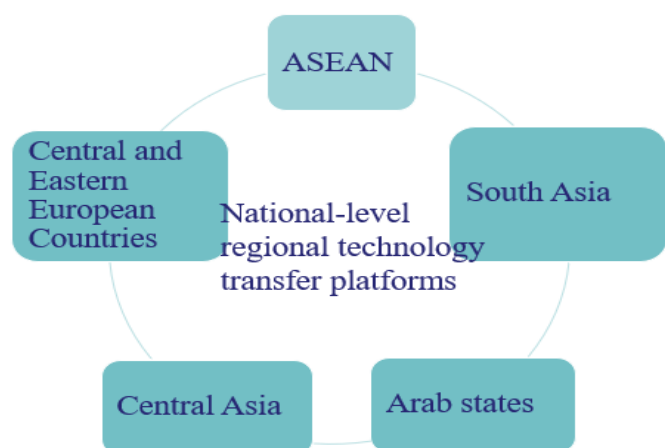 ASEAN
Central and
Eastern
European
Countries
South Asia
National-level
regional technology
transfer platforms
Central Asia
Arab states